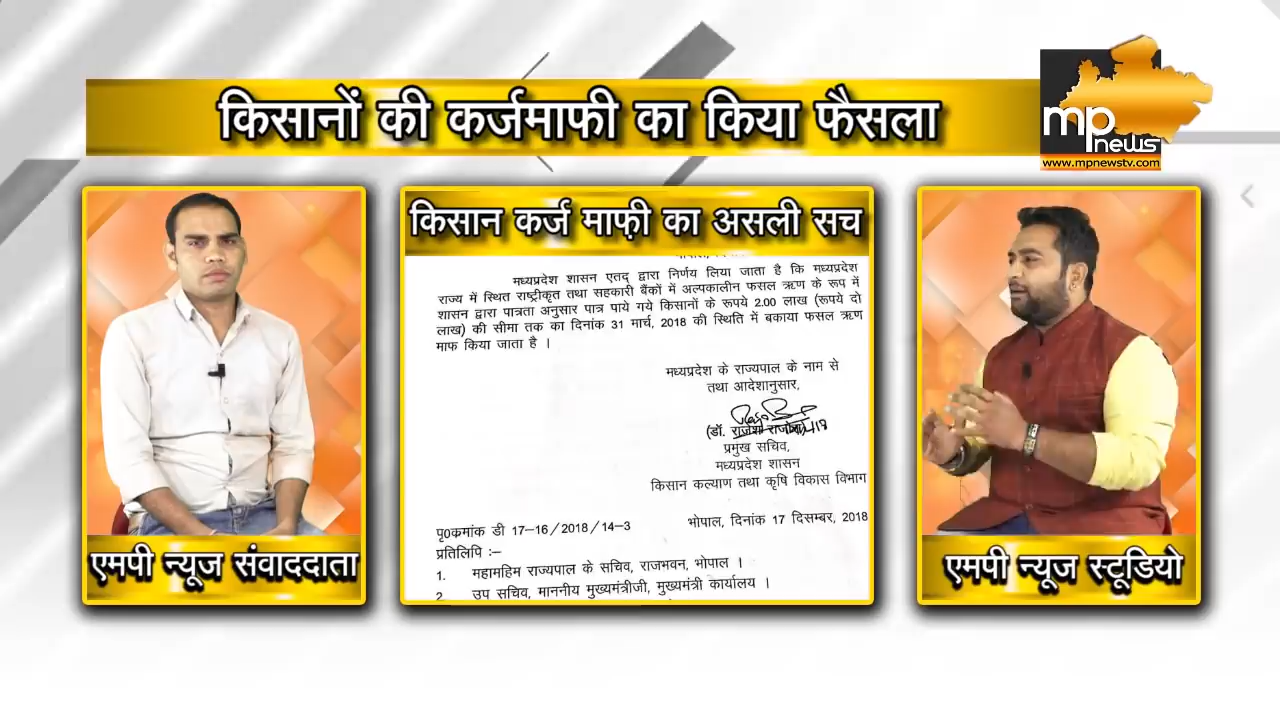 किसानों की कर्जमाफी का किया फैसला
mp news
www.mpnewstv.com
किसान कर्ज माफ़ी का असली सच
मध्यप्रदेश शासन एतद् द्वारा निर्णय लिया जाता है कि मध्यप्रदेश
राज्य में स्थित राष्ट्रीकृत तथा सहकारी बैंकों में अल्पकालीन फसल ऋण के रूप में
शासन द्वारा पात्रता अनुसार पात्र पाये गये किसानों के रूपये 2.00 लाख (रूपये दो
लाख) की सीमा तक का दिनांक 31 मार्च, 2018 की स्थिति में बकाया फसल ऋण
माफ किया जाता है ।
मध्यप्रदेश के राज्यपाल के नाम से
तथा आदेशानुसार,
(डॉ. राजेश राजौरा)
प्रमुख सचिव,
मध्यप्रदेश शासन
किसान कल्याण तथा कृषि विकास विभाग
पृ0क्रमांक डी 17-16/2018/14-3 भोपाल, दिनांक 17 दिसम्बर, 2018
प्रतिलिपि :–
1. महामहिम राज्यपाल के सचिव, राजभवन, भोपाल ।
2. उप सचिव, माननीय मुख्यमंत्रीजी, मुख्यमंत्री कार्यालय ।
एमपी न्यूज संवाददाता
एमपी न्यूज स्टूडियो